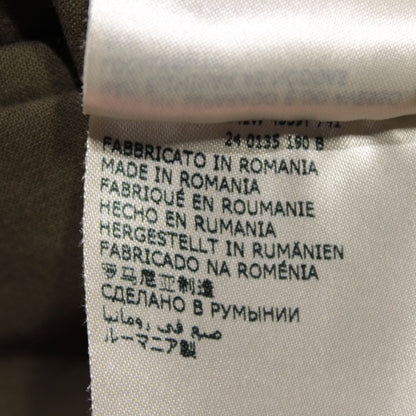 24 0135 190 B
FABBRICATO IN ROMANIA
MADE IN ROMANIA
FABRIQUÉ EN ROUMANIE
HECHO EN RUMANIA
HERGESTELLT IN RUMÄNIEN
FABRICADO NA ROMÉNIA
罗马尼亚制造
СДЕЛАНО В РУМЫНИИ
صنع في رومانيا
ルーマニア製